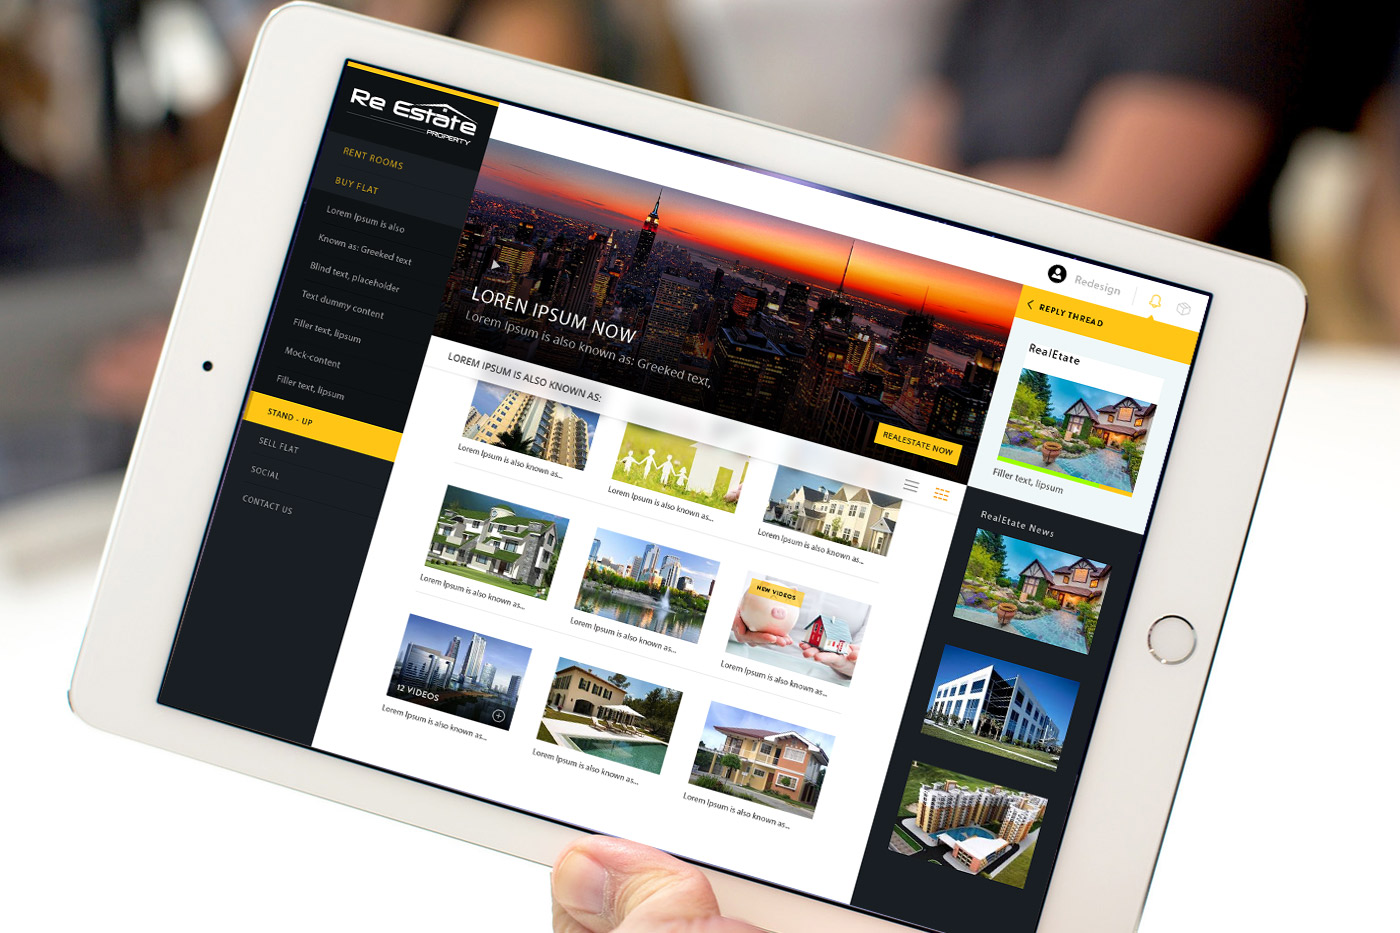 Re Estate
PROPERTY
RENT ROOMS
BUY FLAT
Lorem Ipsum is also
Known as: Greeked text
Blind text, placeholder
Text dummy content
Filler text, lipsum
Mock-content
Filler text, lipsum
STAND - UP
SELL FLAT
SOCIAL
CONTACT US
LOREN IPSUM NOW
Lorem Ipsum is also known as: Greeked text,
REALESTATE NOW
LOREM IPSUM IS ALSO KNOWN AS:
Lorem Ipsum is also known as...
Lorem Ipsum is also known as...
Lorem Ipsum is also known as...
Lorem Ipsum is also known as...
Lorem Ipsum is also known as...
NEW VIDEOS
Lorem Ipsum is also known as...
12 VIDEOS
Lorem Ipsum is also known as...
Lorem Ipsum is also known as...
Lorem Ipsum is also known as...
Redesign
REPLY THREAD
RealEtate
Filler text, lipsum
RealEtate News